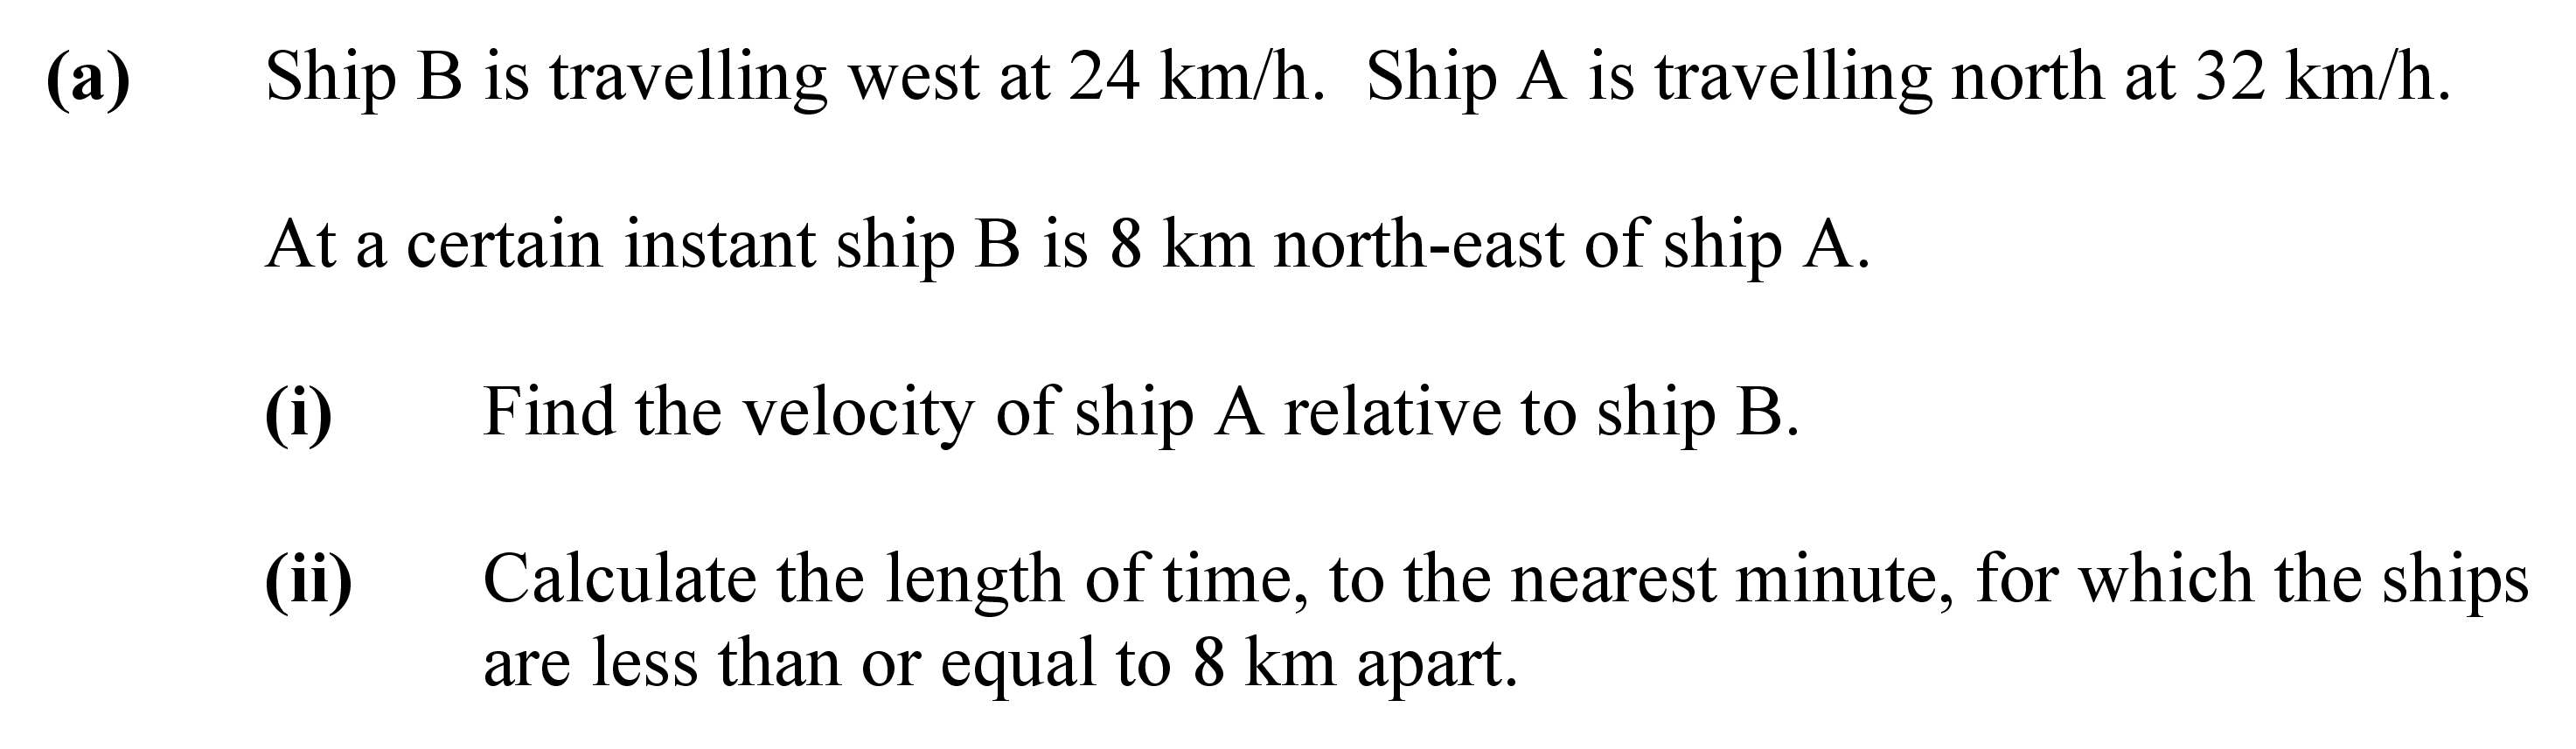 (a) Ship B is travelling west at 24 km/h. Ship A is travelling north at 32 km/h.
At a certain instant ship B is 8 km north-east of ship A.
(i) Find the velocity of ship A relative to ship B.
(ii) Calculate the length of time, to the nearest minute, for which the ships
are less than or equal to 8 km apart.